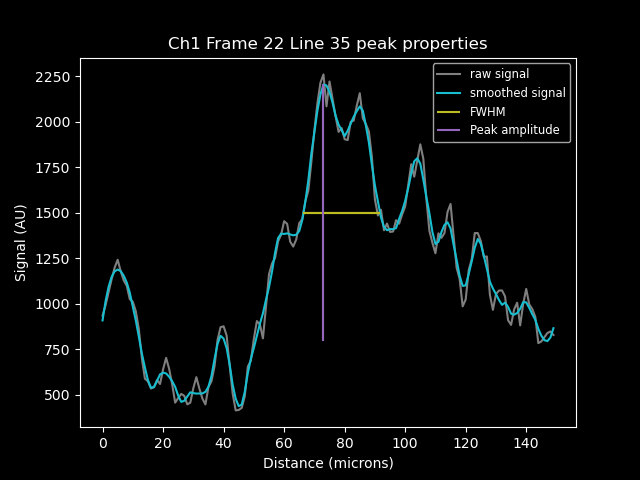 Ch1 Frame 22 Line 35 peak properties
raw signal
smoothed signal
FWHM
Peak amplitude
Signal (AU)
2250
2000
1750
1500
1250
1000
750
500
0 20 40 60 80 100 120 140
Distance (microns)